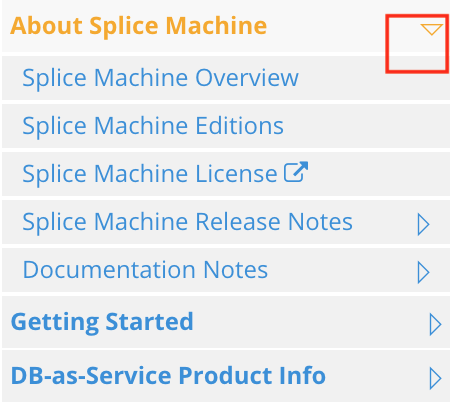 About Splice Machine
Splice Machine Overview
Splice Machine Editions
Splice Machine License
Splice Machine Release Notes
Documentation Notes
Getting Started
DB-as-Service Product Info